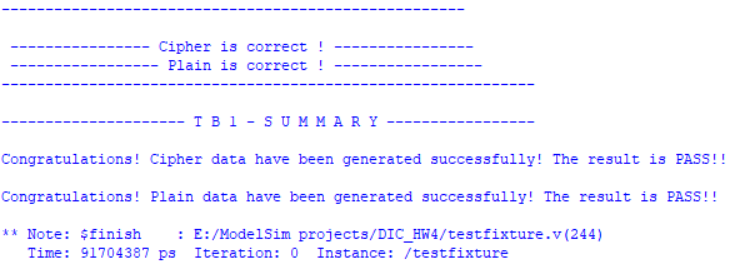 -----------------------------------------------------
---------------- Cipher is correct ! ----------------
----------------- Plain is correct ! -----------------
-------------------------------------------------------------
--------------------- T B 1 - S U M M A R Y -----------------
Congratulations! Cipher data have been generated successfully! The result is PASS!!
Congratulations! Plain data have been generated successfully! The result is PASS!!
** Note: $finish    : E:/ModelSim projects/DIC_HW4/testfixture.v(244)
   Time: 91704387 ps  Iteration: 0  Instance: /testfixture